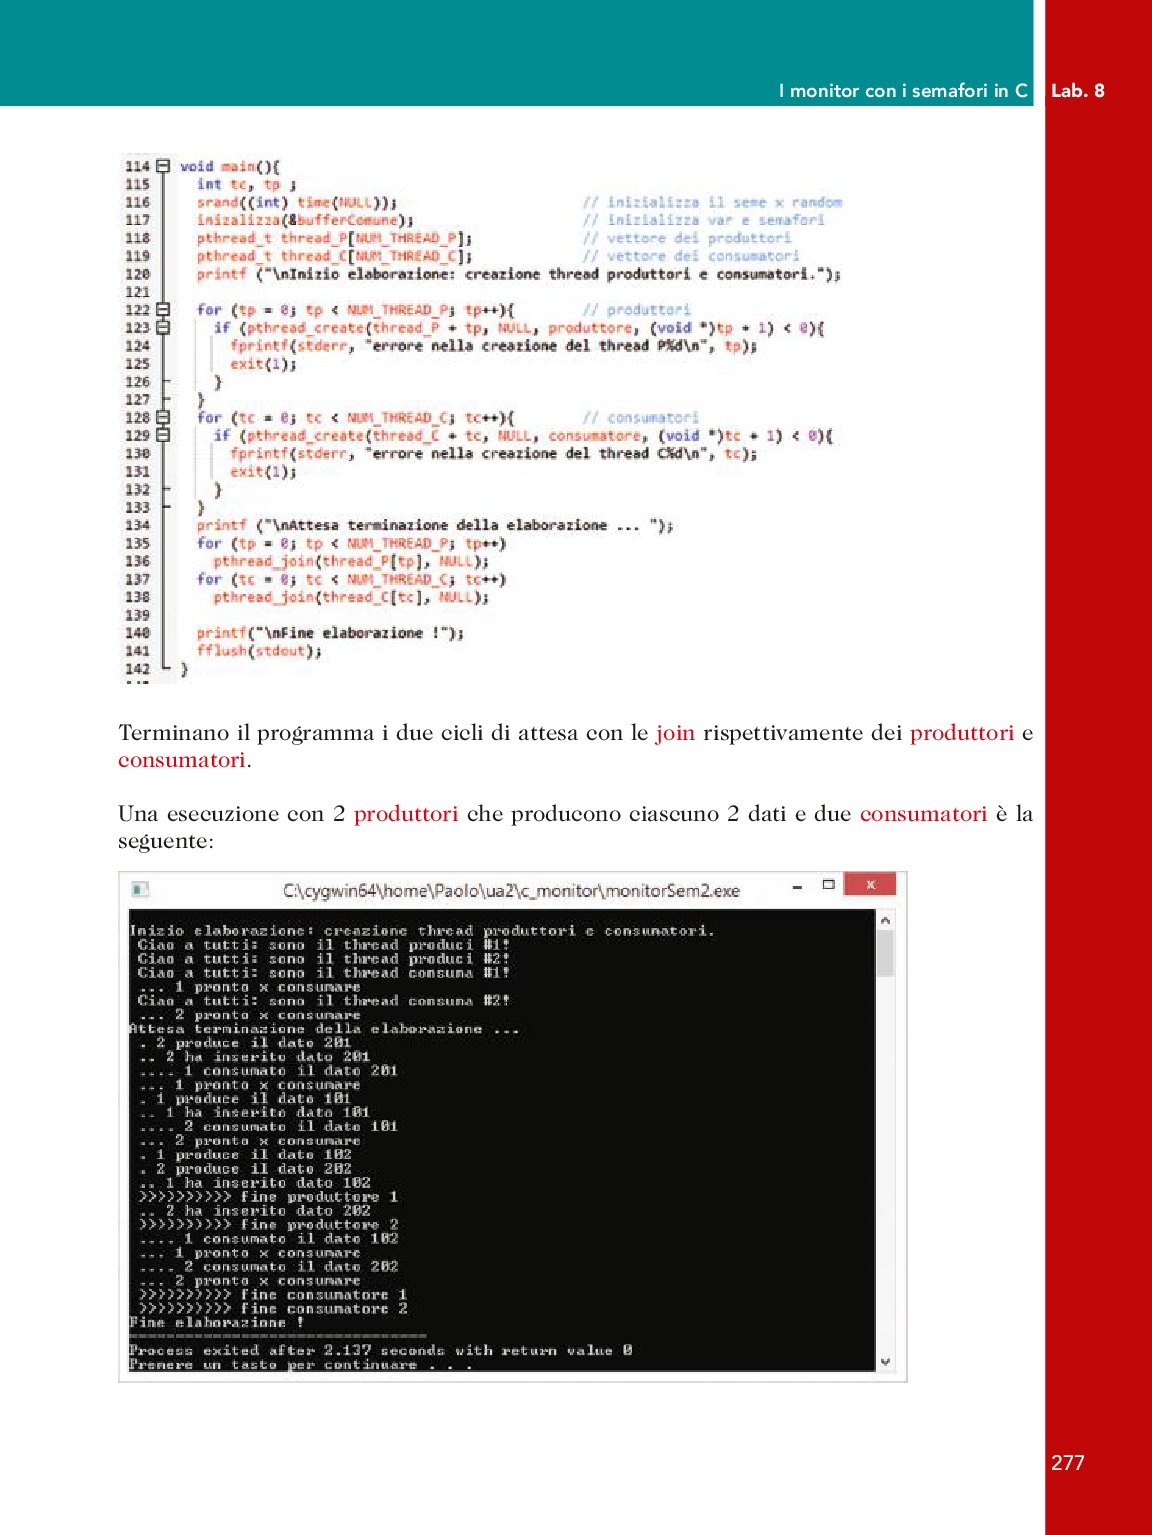 I monitor con i semafori in C Lab. 8
114 void main(){
115 int tc, tp ;
116 srand((int) time(NULL)); // inizializza il seme x random
117 inizalizza(&bufferComune); // inizializza var e semafori
118 pthread_t thread_P[NUM_THREAD_P]; // vettore dei produttori
119 pthread_t thread_C[NUM_THREAD_C]; // vettore dei consumatori
120 printf ("\nInizio elaborazione: creazione thread produttori e consumatori.");
121
122 for (tp = 0; tp < NUM_THREAD_P; tp++){ // produttori
123 if (pthread_create(thread_P + tp, NULL, produttore, (void *)tp + 1) < 0){
124 fprintf(stderr, "errore nella creazione del thread P%d\n", tp);
125 exit(1);
126 }
127 }
128 for (tc = 0; tc < NUM_THREAD_C; tc++){ // consumatori
129 if (pthread_create(thread_C + tc, NULL, consumatore, (void *)tc + 1) < 0){
130 fprintf(stderr, "errore nella creazione del thread C%d\n", tc);
131 exit(1);
132 }
133 }
134 printf ("\nAttesa terminazione della elaborazione ... ");
135 for (tp = 0; tp < NUM_THREAD_P; tp++)
136 pthread_join(thread_P[tp], NULL);
137 for (tc = 0; tc < NUM_THREAD_C; tc++)
138 pthread_join(thread_C[tc], NULL);
139
140 printf("\nFine elaborazione !");
141 fflush(stdout);
142 }
Terminano il programma i due cicli di attesa con le join rispettivamente dei produttori e
consumatori.
Una esecuzione con 2 produttori che producono ciascuno 2 dati e due consumatori è la
seguente:
C:\cygwin64\home\Paolo\ua2\c_monitor\monitorSem2.exe
Inizio elaborazione: creazione thread produttori e consumatori.
Ciao a tutti: sono il thread produci #1!
Ciao a tutti: sono il thread produci #2!
Ciao a tutti: sono il thread consuma #1!
... 1 pronto x consumare
Ciao a tutti: sono il thread consuma #2!
... 2 pronto x consumare
Attesa terminazione della elaborazione ...
. 2 produce il dato 201
.. 2 ha inserito dato 201
.... 1 consumato il dato 201
... 1 pronto x consumare
. 1 produce il dato 101
.. 1 ha inserito dato 101
.... 2 consumato il dato 101
... 2 pronto x consumare
. 1 produce il dato 102
. 2 produce il dato 202
.. 1 ha inserito dato 102
>>>>>>>>>> fine produttore 1
.. 2 ha inserito dato 202
>>>>>>>>>> fine produttore 2
.... 1 consumato il dato 102
... 1 pronto x consumare
.... 2 consumato il dato 202
... 2 pronto x consumare
>>>>>>>>>> fine consumatore 1
>>>>>>>>>> fine consumatore 2
Fine elaborazione !
--------------------------------
Process exited after 2.137 seconds with return value 0
Premere un tasto per continuare . . .
277